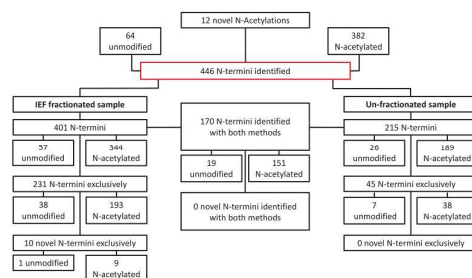 12 novel N-Acetylations
64
unmodified
382
N-acetylated
446 N-termini identified
IEF fractionated sample
401 N-termini
57
unmodified
344
N-acetylated
231 N-termini exclusively
38
unmodified
193
N-acetylated
10 novel N-termini exclusively
1 unmodified
9
N-acetylated
170 N-termini identified
with both methods
19
unmodified
151
N-acetylated
0 novel N-termini identified
with both methods
Un-fractionated sample
215 N-termini
26
unmodified
189
N-acetylated
45 N-termini exclusively
7
unmodified
38
N-acetylated
0 novel N-termini exclusively